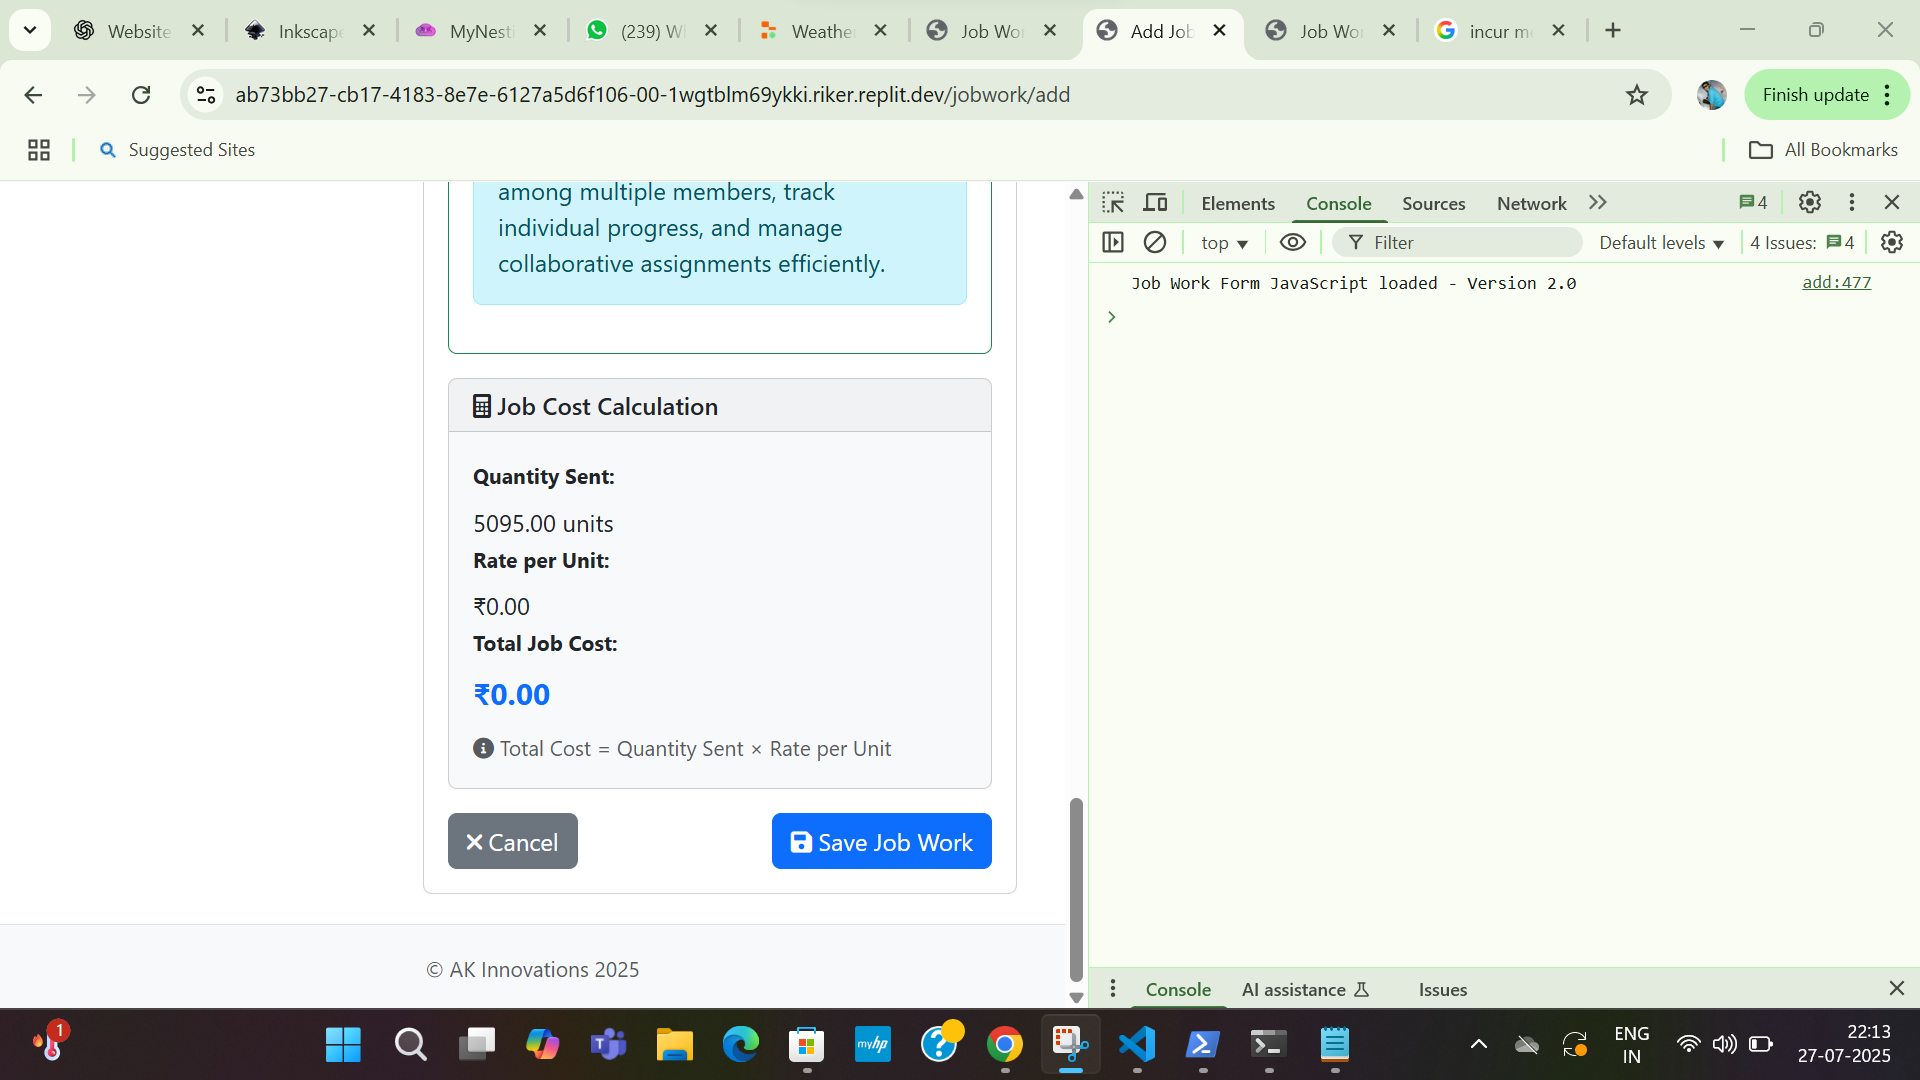 Website
Inkscape
MyNesti
(239) W
Weathe
Job Wo
Add Job
Job Wo
incur m
ab73bb27-cb17-4183-8e7e-6127a5d6f106-00-1wgtblm69ykki.riker.replit.dev/jobwork/add
Finish update
Suggested Sites
All Bookmarks
among multiple members, track
individual progress, and manage
collaborative assignments efficiently.
Job Cost Calculation
Quantity Sent:
5095.00 units
Rate per Unit:
₹0.00
Total Job Cost:
₹0.00
Total Cost = Quantity Sent × Rate per Unit
Cancel
Save Job Work
© AK Innovations 2025
Elements
Console
Sources
Network
4
top
Filter
Default levels
4 Issues:
4
Job Work Form JavaScript loaded - Version 2.0
add:477
Console
AI assistance
Issues
1
myhp
ENG
IN
22:13
27-07-2025